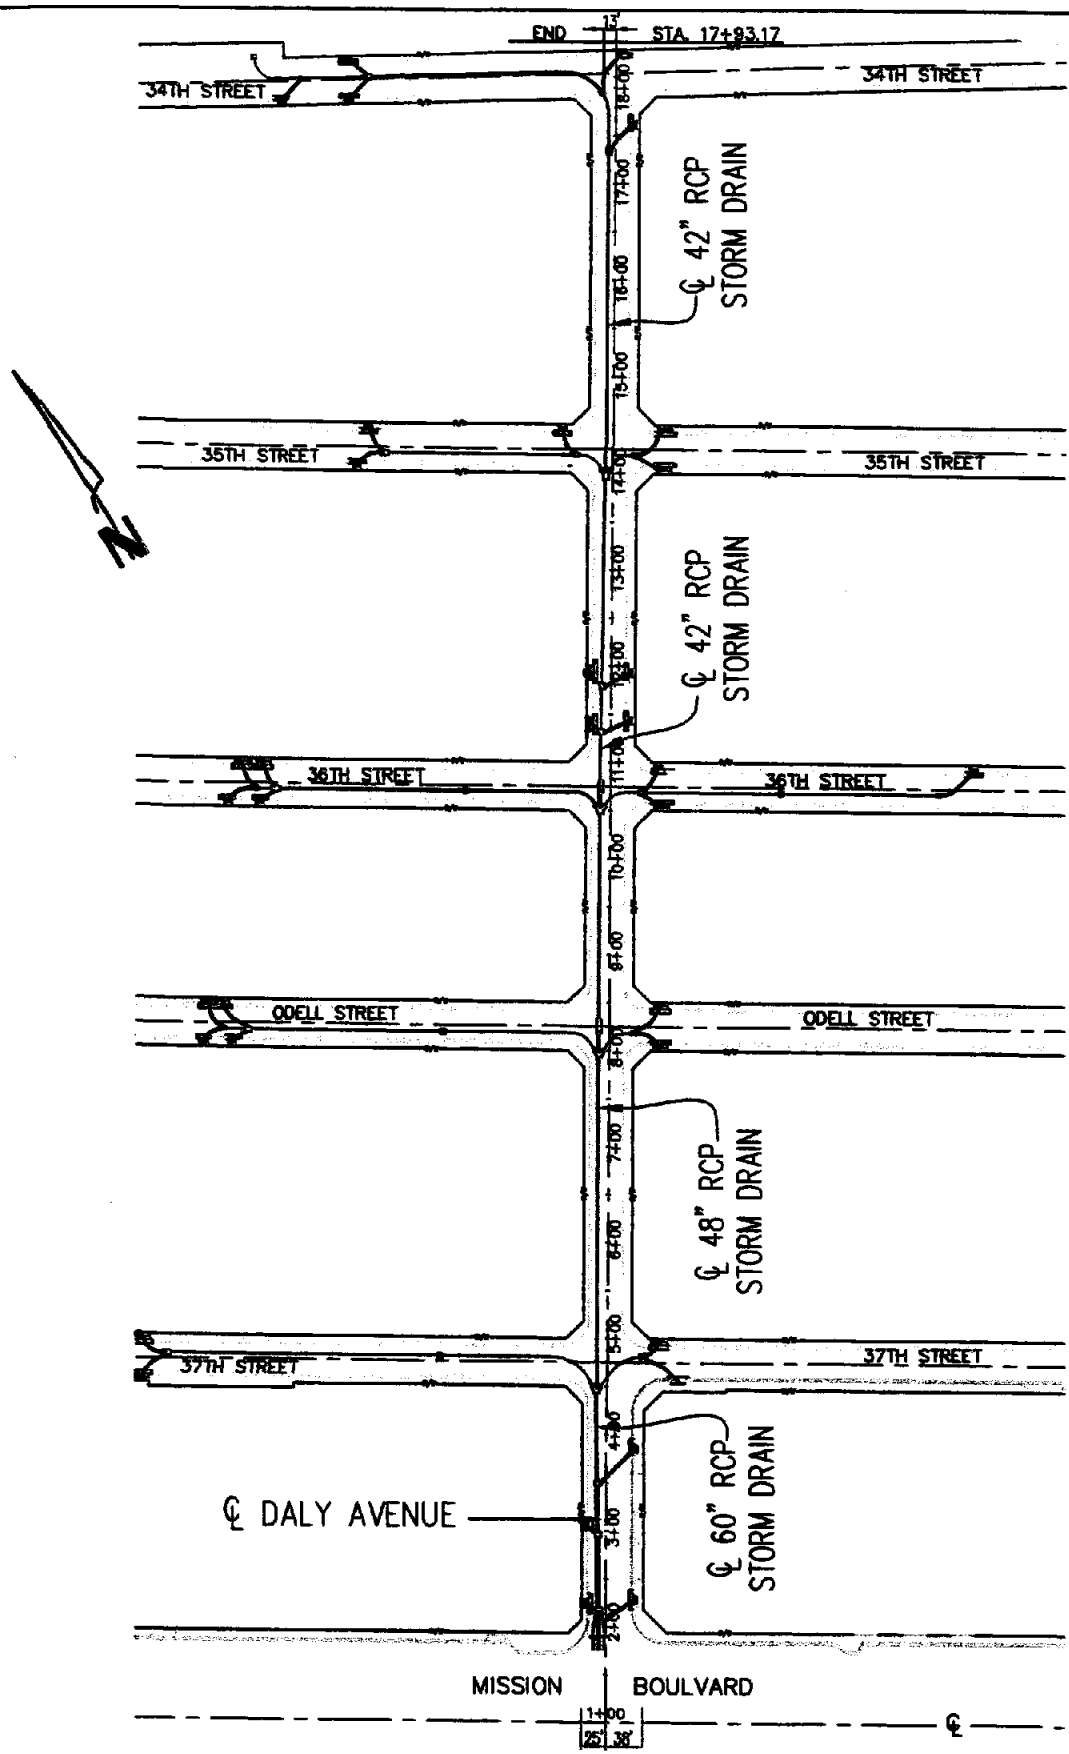 13'
END STA. 17+93.17
34TH STREET
34TH STREET
18+00
17+00
℄ 42" RCP
STORM DRAIN
16+00
15+00
35TH STREET
35TH STREET
14+00
13+00
℄ 42" RCP
STORM DRAIN
N
12+00
11+00
36TH STREET
36TH STREET
10+00
9+00
ODELL STREET
ODELL STREET
8+00
7+00
℄ 48" RCP
STORM DRAIN
6+00
5+00
37TH STREET
37TH STREET
4+00
℄ 60" RCP
STORM DRAIN
℄ DALY AVENUE
3+00
2+00
MISSION BOULVARD
1+00
℄
25' 38'